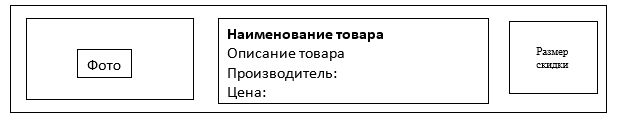 Фото
Наименование товара
Описание товара
Производитель:
Цена:
Размер
скидки